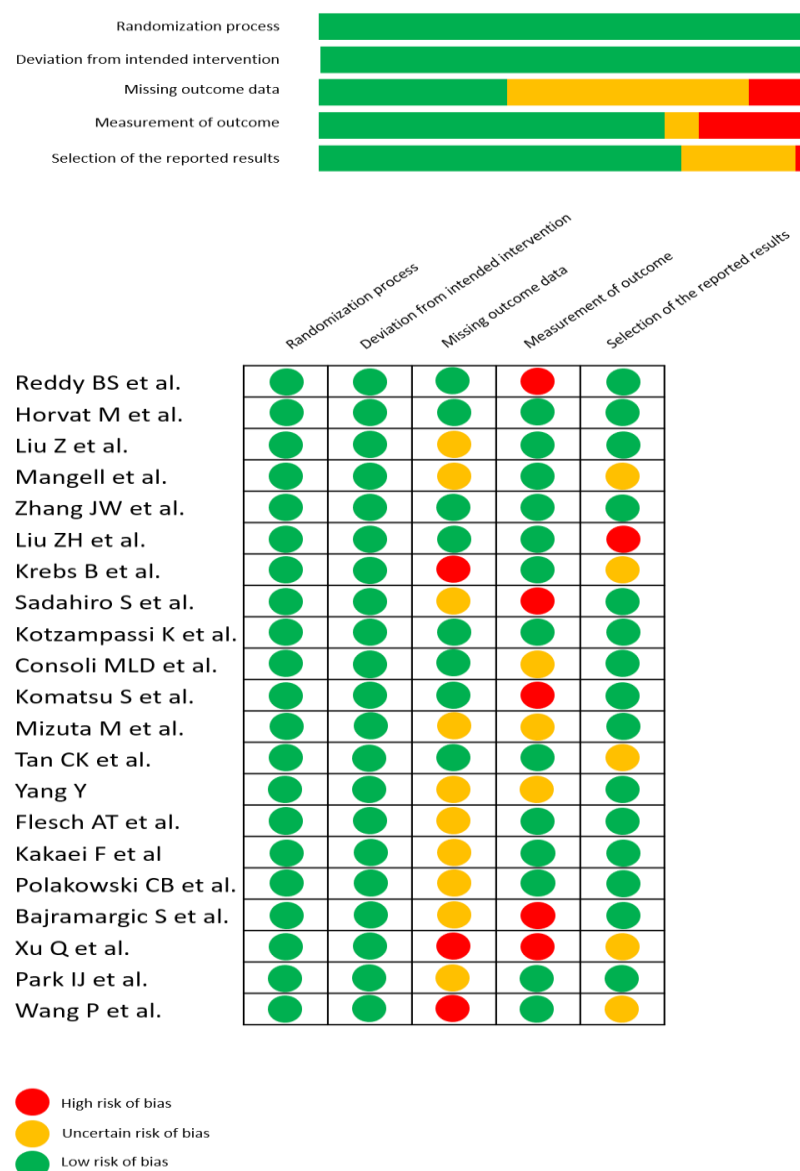 Randomization process
Deviation from intended intervention
Missing outcome data
Measurement of outcome
Selection of the reported results
Randomization process
Deviation from intended intervention
Missing outcome data
Measurement of outcome
Selection of the reported results
Reddy BS et al.
Horvat M et al.
Liu Z et al.
Mangell et al.
Zhang JW et al.
Liu ZH et al.
Krebs B et al.
Sadahiro S et al.
Kotzampassi K et al.
Consoli MLD et al.
Komatsu S et al.
Mizuta M et al.
Tan CK et al.
Yang Y
Flesch AT et al.
Kakaei F et al
Polakowski CB et al.
Bajramargic S et al.
Xu Q et al.
Park IJ et al.
Wang P et al.
High risk of bias
Uncertain risk of bias
Low risk of bias